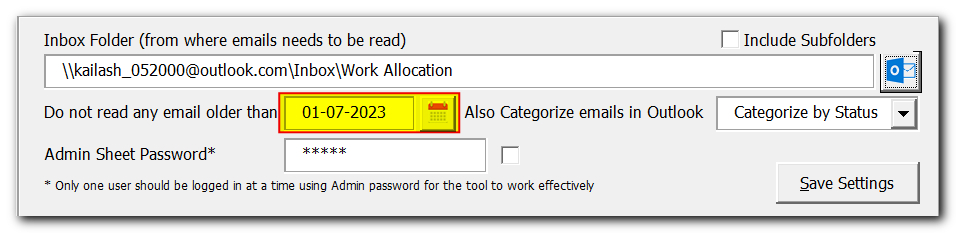 Inbox Folder (from where emails needs to be read) Include Subfolders
\\kailash_052000@outlook.com\Inbox\Work Allocation
Do not read any email older than 01-07-2023 Also Categorize emails in Outlook Categorize by Status
Admin Sheet Password* *****
* Only one user should be logged in at a time using Admin password for the tool to work effectively
Save Settings